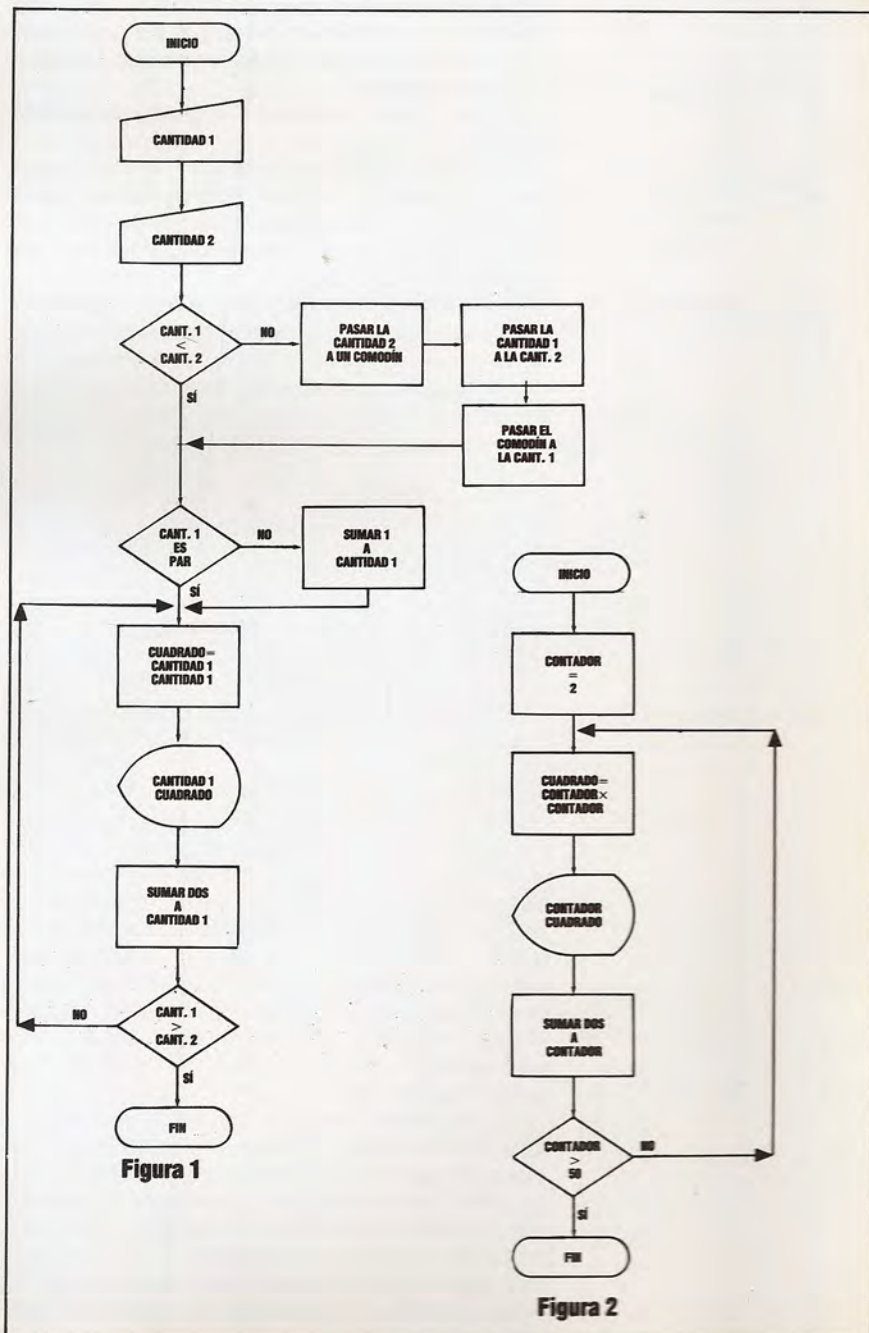 INICIO
CANTIDAD 1
CANTIDAD 2
CANT. 1
<
CANT. 2
NO
SÍ
PASAR LA
CANTIDAD 2
A UN COMODÍN
PASAR LA
CANTIDAD 1
A LA CANT. 2
PASAR EL
COMODÍN A
LA CANT. 1
CANT. 1
ES
PAR
NO
SÍ
SUMAR 1
A
CANTIDAD 1
CUADRADO=
CANTIDAD 1
CANTIDAD 1
CANTIDAD 1
CUADRADO
SUMAR DOS
A
CANTIDAD 1
CANT. 1
>
CANT. 2
NO
SÍ
FIN
Figura 1
INICIO
CONTADOR
=
2
CUADRADO=
CONTADOR×
CONTADOR
CONTADOR
CUADRADO
SUMAR DOS
A
CONTADOR
CONTADOR
>
50
NO
SÍ
FIN
Figura 2